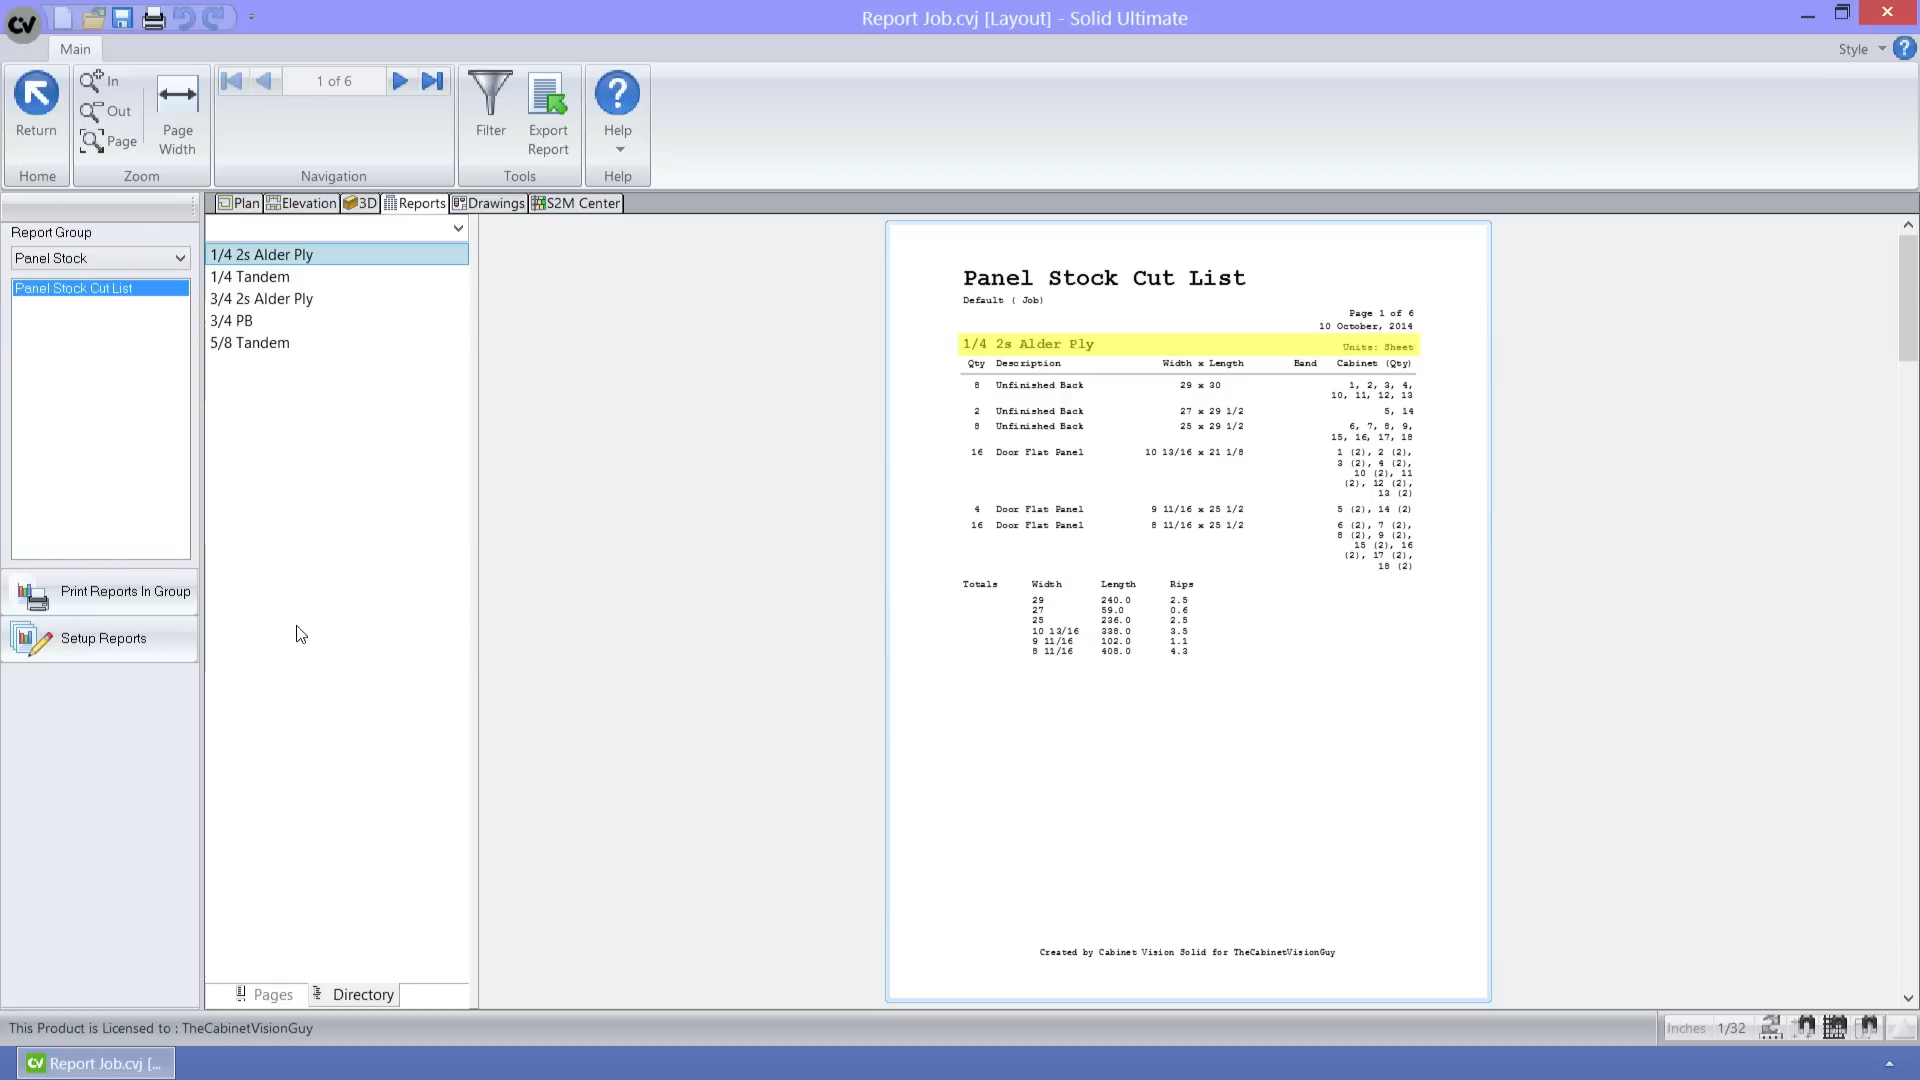 CV
Report Job.cvj [Layout] - Solid Ultimate
Main
Style
Return
In
Out
Page
Page
Width
1 of 6
Filter
Export
Report
Help
Home
Zoom
Navigation
Tools
Help
Plan
Elevation
3D
Reports
Drawings
S2M Center
Report Group
Panel Stock
Panel Stock Cut List
Print Reports In Group
Setup Reports
1/4 2s Alder Ply
1/4 Tandem
3/4 2s Alder Ply
3/4 PB
5/8 Tandem
Pages
Directory
Panel Stock Cut List
Default ( Job)
Page 1 of 6
10 October, 2014
1/4 2s Alder Ply Units: Sheet
Qty Description Width x Length Band Cabinet (Qty)
8 Unfinished Back 29 x 30 1, 2, 3, 4,
10, 11, 12, 13
2 Unfinished Back 27 x 29 1/2 5, 14
8 Unfinished Back 25 x 29 1/2 6, 7, 8, 9,
15, 16, 17, 18
16 Door Flat Panel 10 13/16 x 21 1/8 1 (2), 2 (2),
3 (2), 4 (2),
10 (2), 11
(2), 12 (2),
13 (2)
4 Door Flat Panel 9 11/16 x 25 1/2 5 (2), 14 (2)
16 Door Flat Panel 8 11/16 x 25 1/2 6 (2), 7 (2),
8 (2), 9 (2),
15 (2), 16
(2), 17 (2),
18 (2)
Totals Width Length Rips
29 240.0 2.5
27 59.0 0.6
25 236.0 2.5
10 13/16 338.0 3.5
9 11/16 102.0 1.1
8 11/16 408.0 4.3
Created by Cabinet Vision Solid for TheCabinetVisionGuy
This Product is Licensed to : TheCabinetVisionGuy
Inches 1/32
CV Report Job.cvj [...